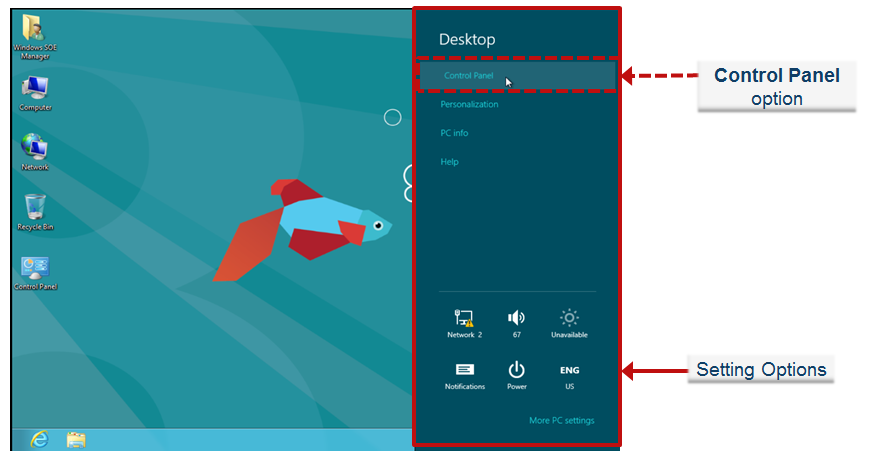 Windows SOE
Manager
Computer
Network
Recycle Bin
Control Panel
Desktop
Control Panel
Personalization
PC info
Help
Network 2
67
Unavailable
Notifications
Power
ENG
US
More PC settings
Control Panel
option
Setting Options